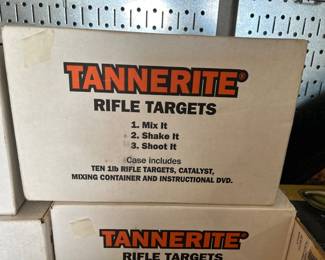 TANNERITE®
RIFLE TARGETS
1. Mix It
2. Shake It
3. Shoot It
Case includes
TEN 1lb RIFLE TARGETS, CATALYST,
MIXING CONTAINER AND INSTRUCTIONAL DVD.
TANNERITE®
RIFLE TARGETS